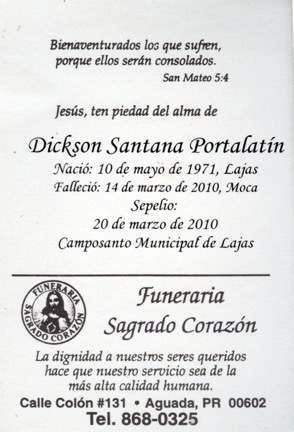 Bienaventurados los que sufren,
porque ellos serán consolados.
San Mateo 5:4
Jesús, ten piedad del alma de
Dickson Santana Portalatín
Nació: 10 de mayo de 1971, Lajas
Falleció: 14 de marzo de 2010, Moca
Sepelio:
20 de marzo de 2010
Camposanto Municipal de Lajas
FUNERARIA
SAGRADO CORAZÓN
Funeraria
Sagrado Corazón
La dignidad a nuestros seres queridos
hace que nuestro servicio sea de la
más alta calidad humana.
Calle Colón #131 • Aguada, PR 00602
Tel. 868-0325